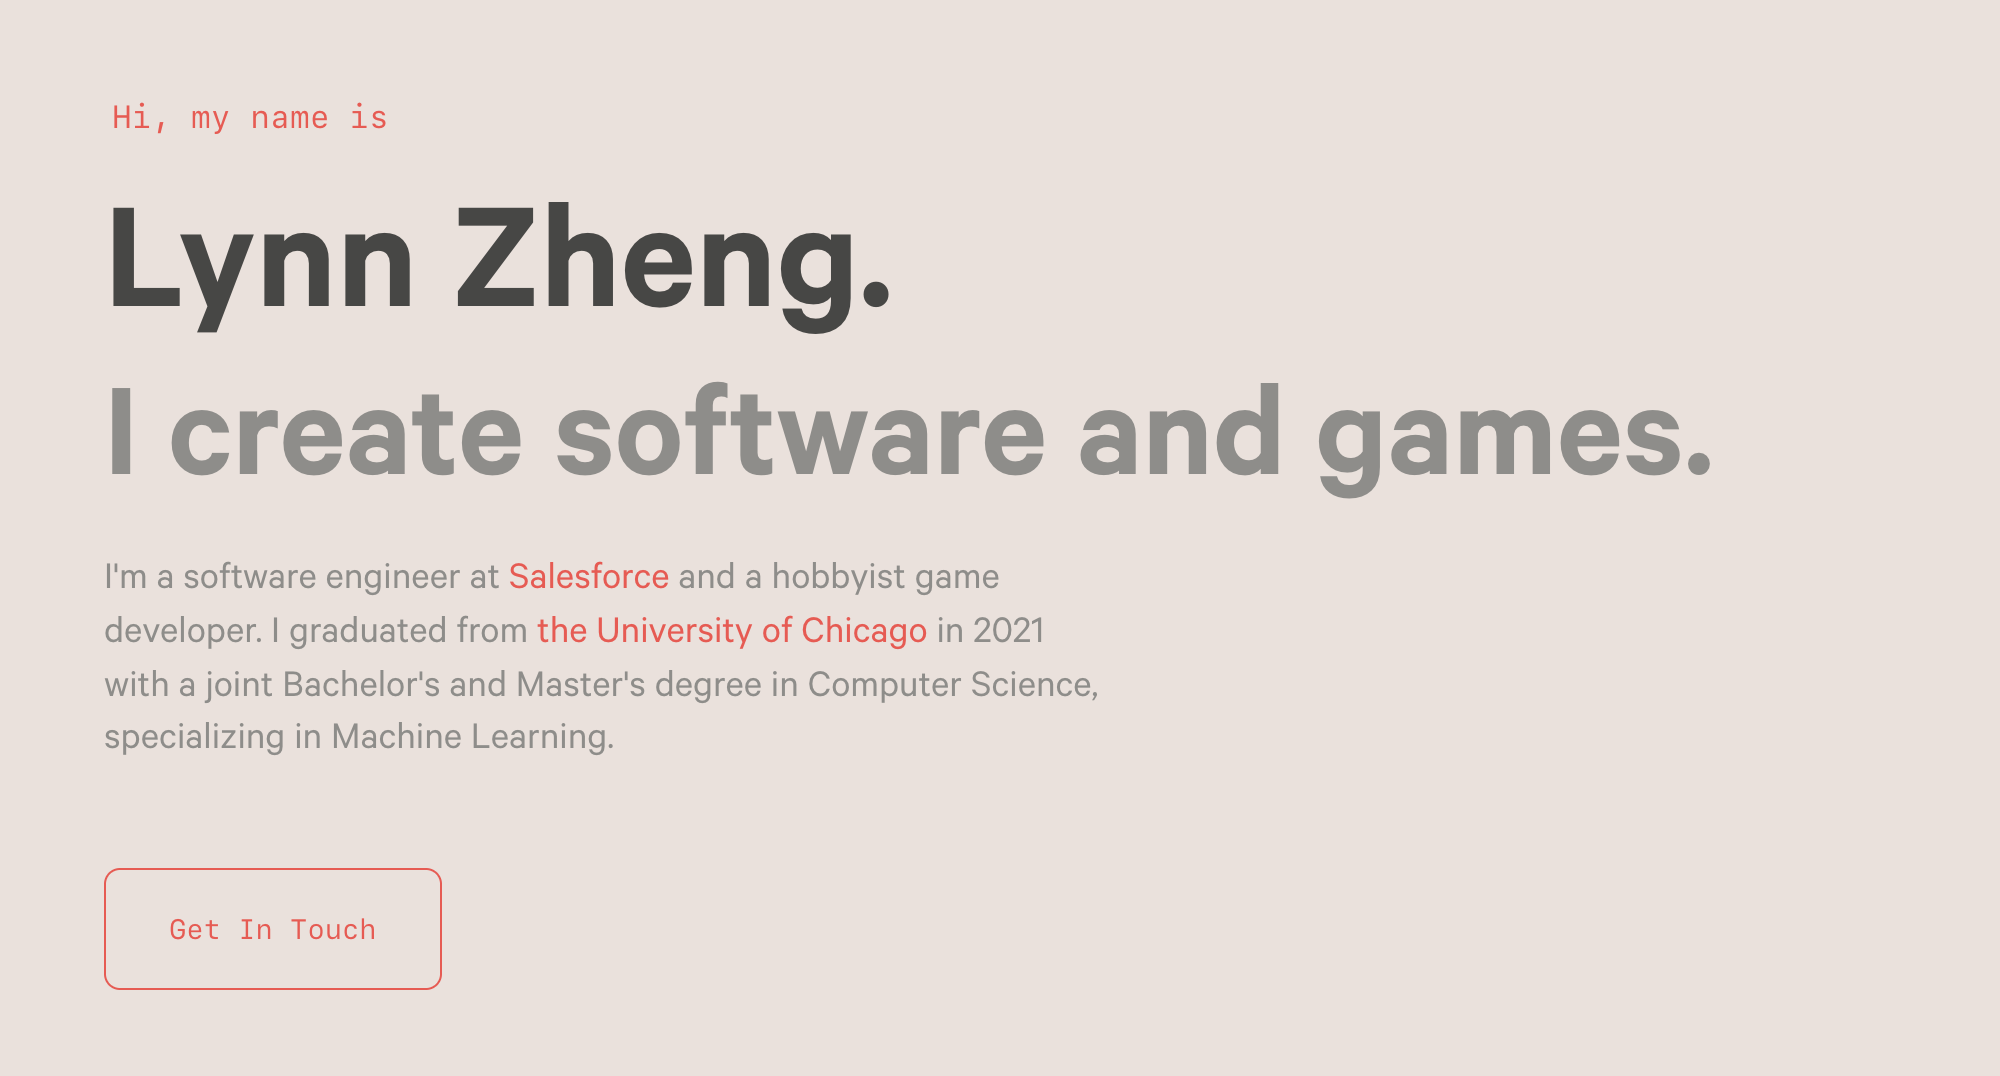 Hi, my name is
Lynn Zheng.
I create software and games.
I'm a software engineer at Salesforce and a hobbyist game
developer. I graduated from the University of Chicago in 2021
with a joint Bachelor's and Master's degree in Computer Science,
specializing in Machine Learning.
Get In Touch